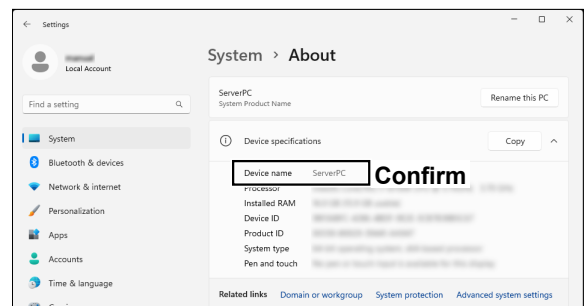 Settings
Local Account
Find a setting
System
Bluetooth & devices
Network & internet
Personalization
Apps
Accounts
Time & language
System > About
ServerPC
System Product Name
Rename this PC
Device specifications
Copy
Device name ServerPC
Confirm
Processor
Installed RAM
Device ID
Product ID
System type
Pen and touch
Related links Domain or workgroup System protection Advanced system settings